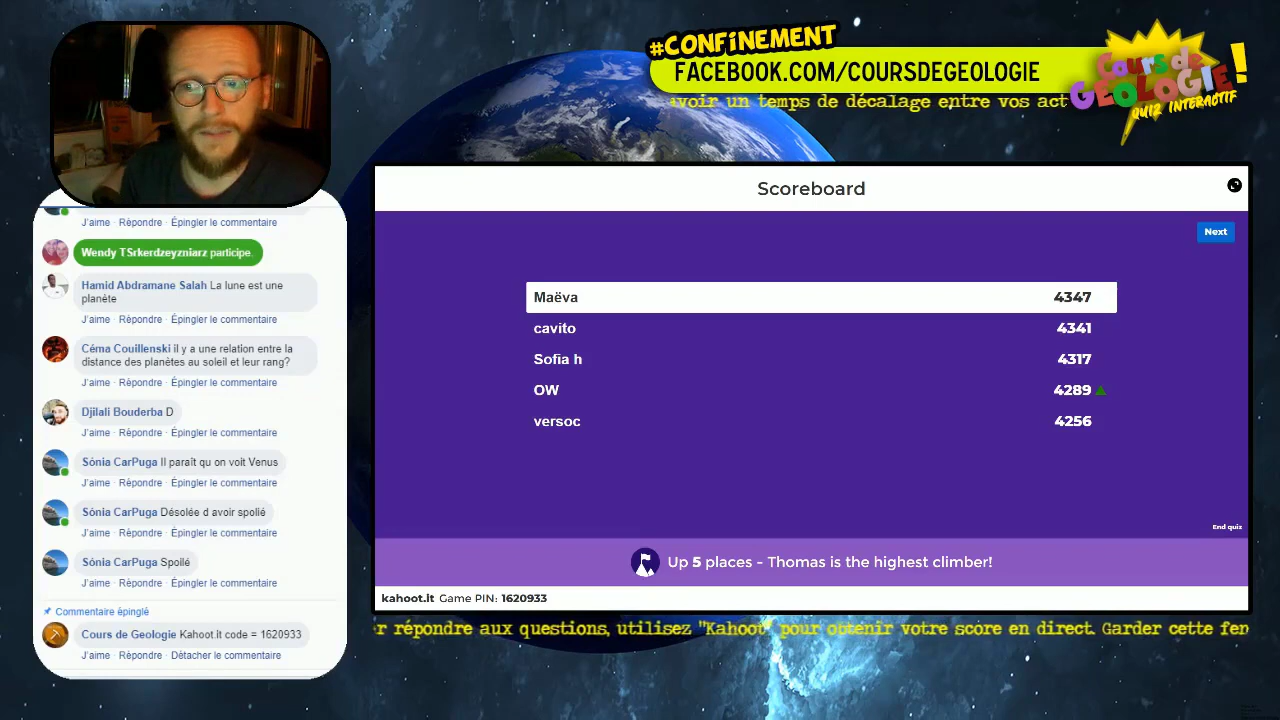 #CONFINEMENT
FACEBOOK.COM/COURSDEGEOLOGIE
Cours de
GEOLOGIE!
QUIZ INTERACTIF
avoir un temps de décalage entre vos act
Scoreboard
Next
Maëva 4347
cavito 4341
Sofia h 4317
OW 4289
versoc 4256
End quiz
Up 5 places - Thomas is the highest climber!
kahoot.it Game PIN: 1620933
r répondre aux questions, utilisez "Kahoot" pour obtenir votre score en direct. Garder cette fen
J'aime · Répondre · Épingler le commentaire
Wendy TSrkerdzeyzniarz participe.
Hamid Abdramane Salah La lune est une
planète
J'aime · Répondre · Épingler le commentaire
Céma Couillenski il y a une relation entre la
distance des planétes au soleil et leur rang?
J'aime · Répondre · Épingler le commentaire
Djilali Bouderba D
J'aime · Répondre · Épingler le commentaire
Sónia CarPuga Il paraît qu on voit Venus
J'aime · Répondre · Épingler le commentaire
Sónia CarPuga Désolée d avoir spolié
J'aime · Répondre · Épingler le commentaire
Sónia CarPuga Spoilé
J'aime · Répondre · Épingler le commentaire
Commentaire épinglé
Cours de Geologie Kahoot.it code = 1620933
J'aime · Répondre · Détacher le commentaire